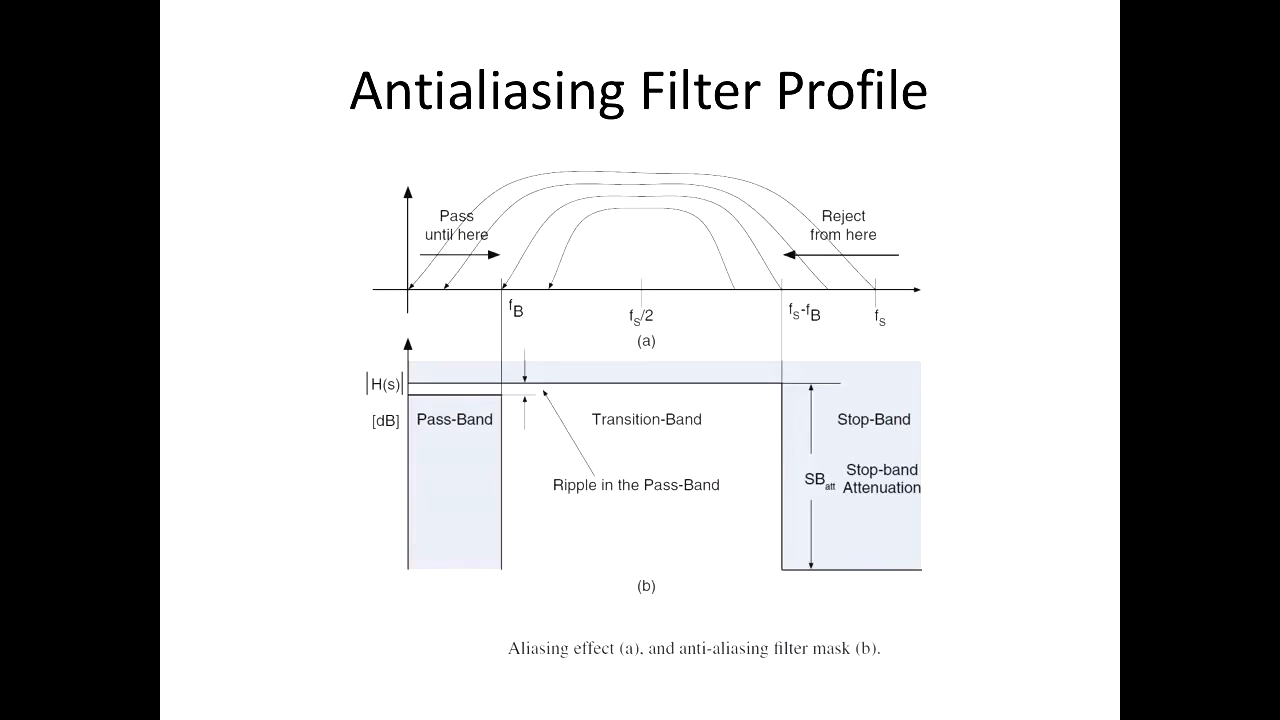 Antialiasing Filter Profile
Pass
until here
Reject
from here
fB
fS/2
fS-fB
fS
(a)
|H(s)|
[dB]
Pass-Band
Transition-Band
Stop-Band
Ripple in the Pass-Band
SBatt
Stop-band
Attenuation
(b)
Aliasing effect (a), and anti-aliasing filter mask (b).